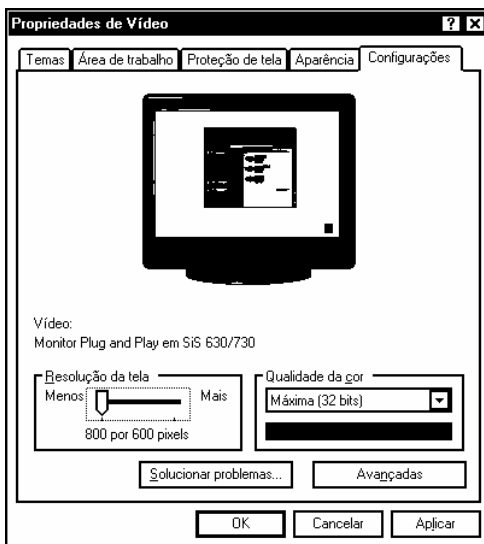 Propriedades de Vídeo ? X
Temas Área de trabalho Proteção de tela Aparência Configurações
Vídeo:
Monitor Plug and Play em SiS 630/730
Resolução da tela
Menos Mais
800 por 600 pixels
Qualidade da cor
Máxima (32 bits)
Solucionar problemas... Avançadas
OK Cancelar Aplicar